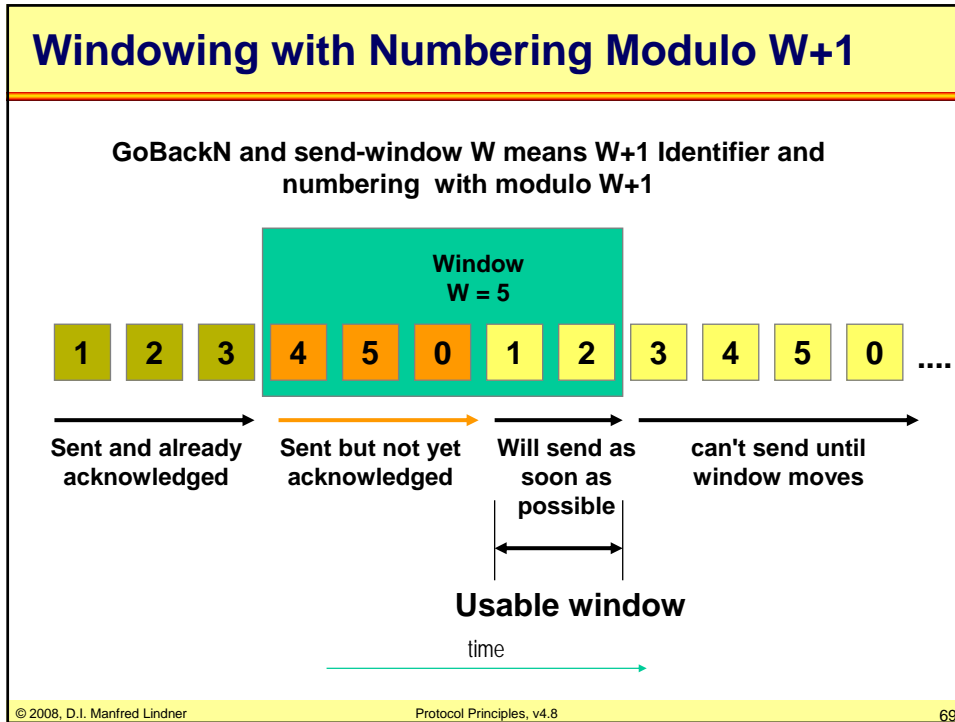 Windowing with Numbering Modulo W+1
GoBackN and send-window W means W+1 Identifier and
numbering with modulo W+1
Window
W = 5
1 2 3 4 5 0 1 2 3 4 5 0 ....
Sent and already
acknowledged
Sent but not yet
acknowledged
Will send as
soon as
possible
can't send until
window moves
Usable window
time
© 2008, D.I. Manfred Lindner
Protocol Principles, v4.8
69